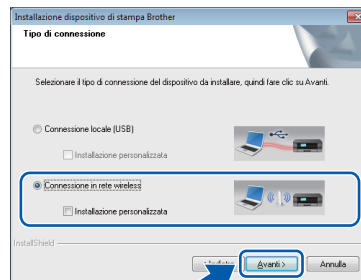 Installazione dispositivo di stampa Brother
Tipo di connessione
Selezionare il tipo di connessione del dispositivo da installare, quindi fare clic su Avanti.
Connessione locale (USB)
Installazione personalizzata
Connessione in rete wireless
Installazione personalizzata
InstallShield
Avanti >
Annulla